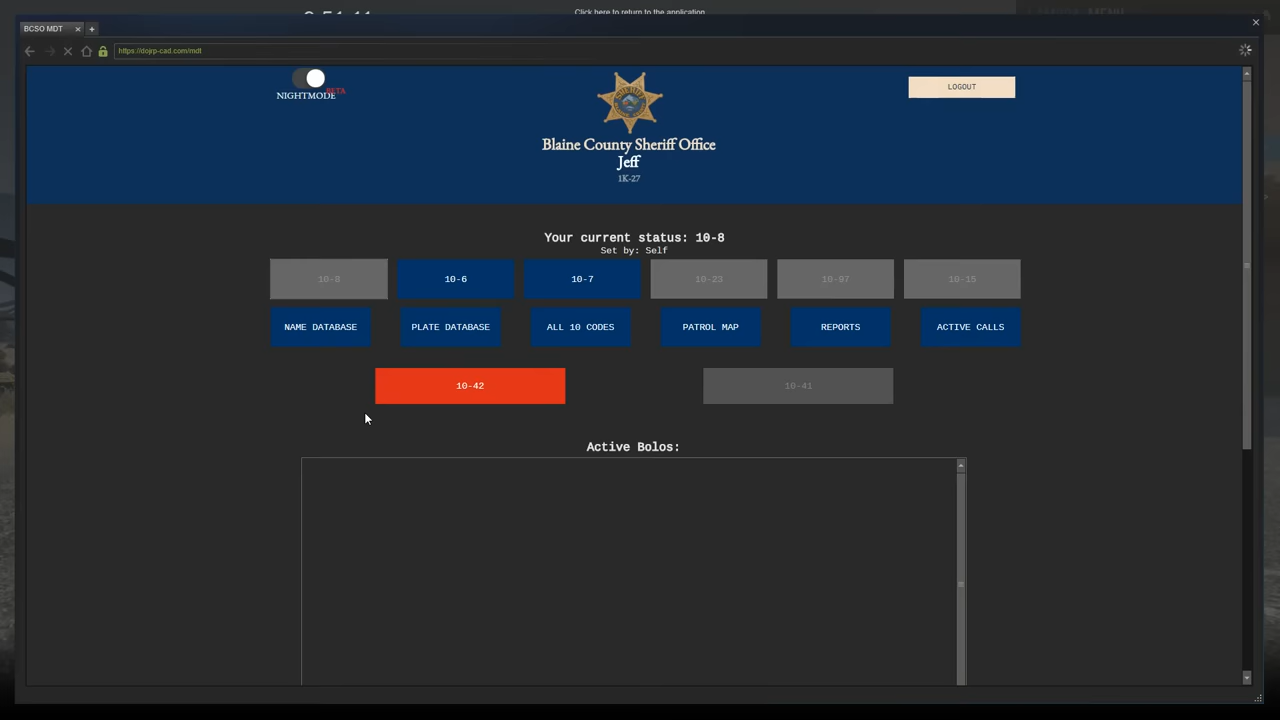 Click here to return to the application
BCSO MDT
https://dojrp-cad.com/mdt
NIGHTMODE BETA
LOGOUT
Blaine County Sheriff Office
Jeff
1K-27
Your current status: 10-8
Set by: Self
10-8 10-6 10-7 10-23 10-97 10-15
NAME DATABASE PLATE DATABASE ALL 10 CODES PATROL MAP REPORTS ACTIVE CALLS
10-42 10-41
Active Bolos: